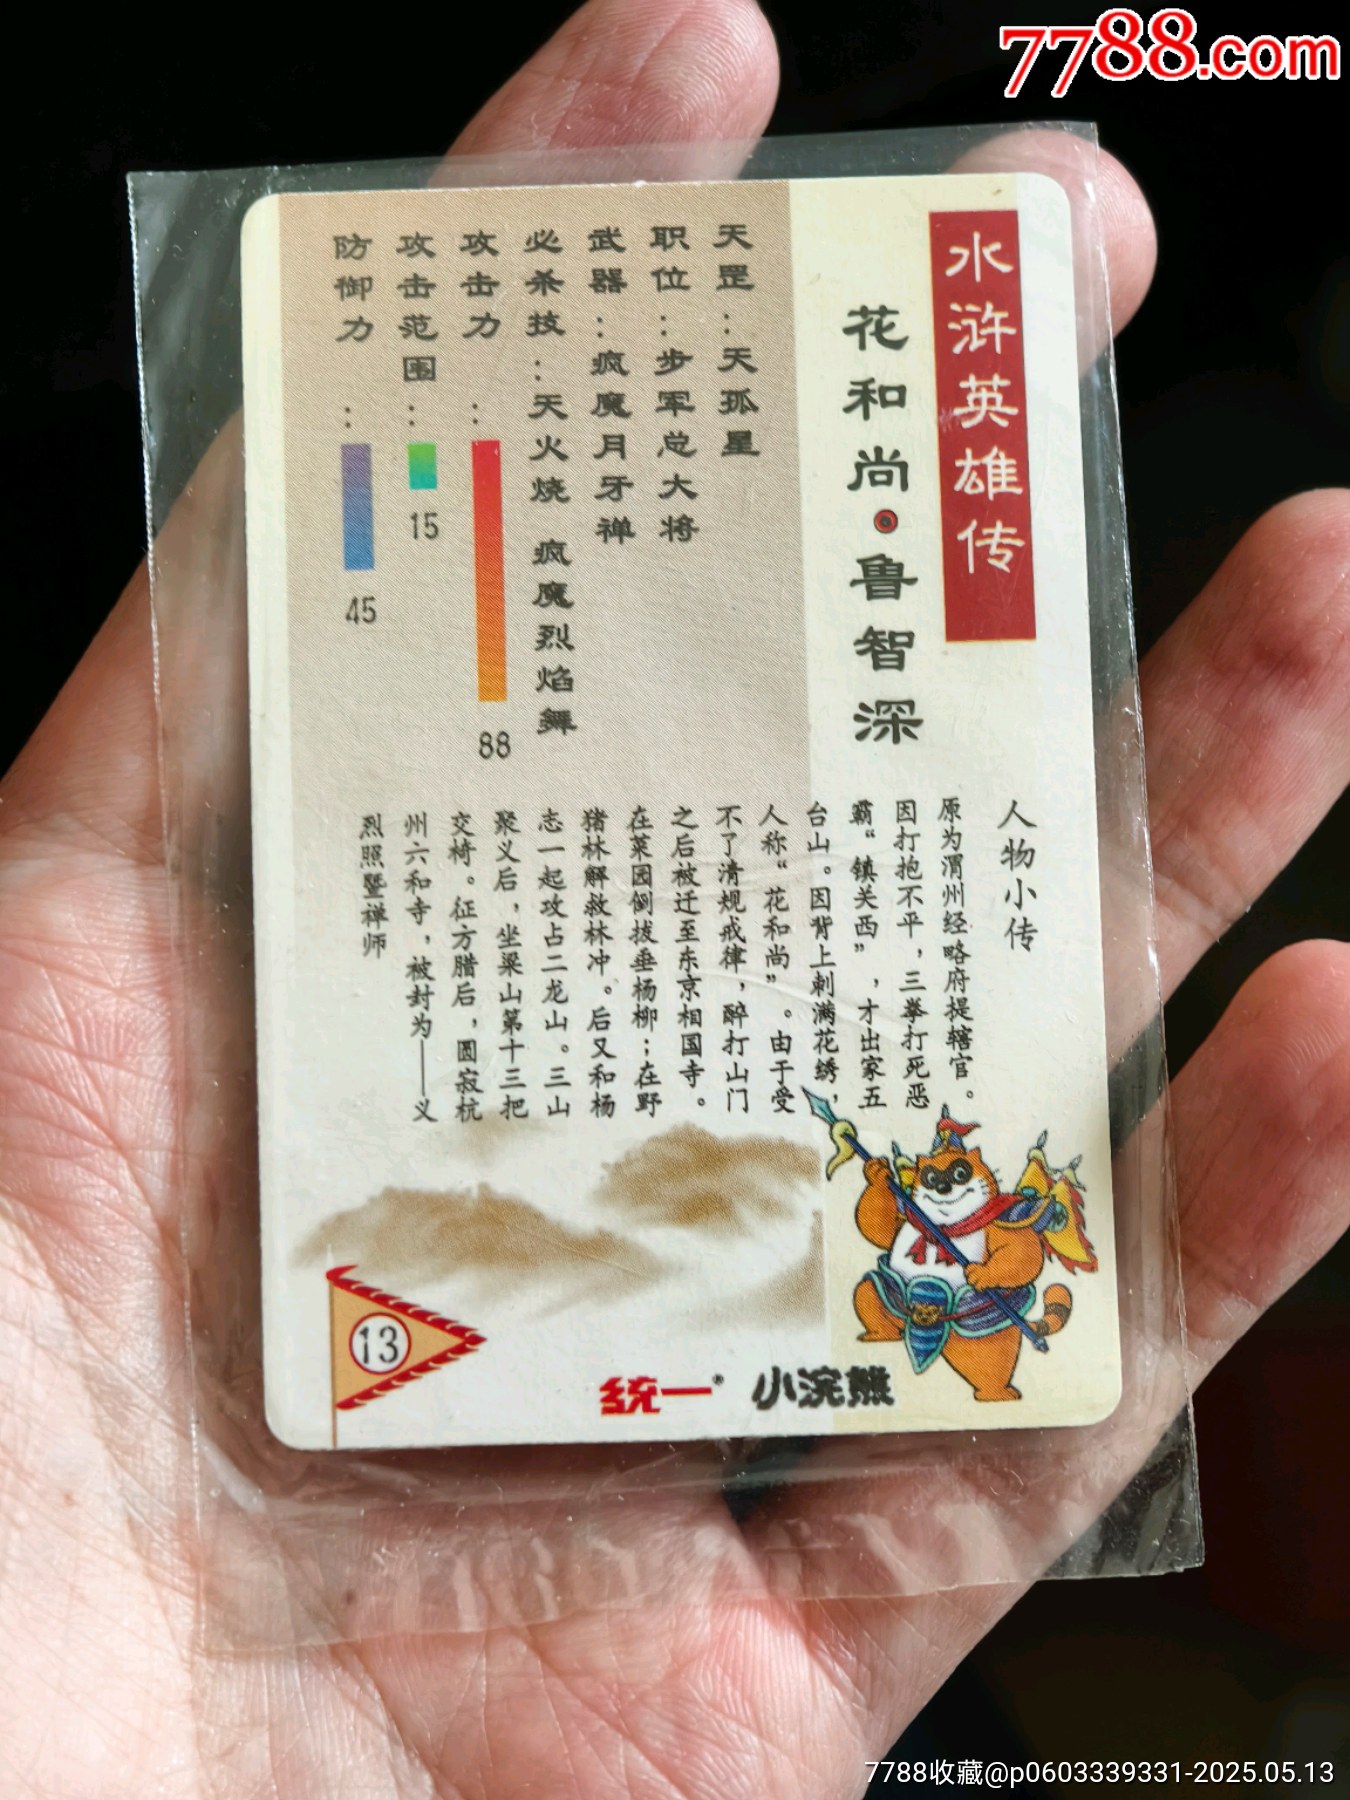 7788.com
水浒英雄传
花和尚·鲁智深
天罡:天孤星
职位:步军总大将
武器:疯魔月牙禅
必杀技:天火烧 疯魔烈焰舞
攻击力:88
攻击范围:15
防御力:45
人物小传
原为渭州经略府提辖官。
因打抱不平，三拳打死恶
霸“镇关西”，才出家五
台山。因背上刺满花绣，
人称“花和尚”。由于受
不了清规戒律，醉打山门
之后被迁至东京相国寺。
在菜园倒拔垂杨柳；在野
猪林解救林冲。后又和杨
志一起攻占二龙山。三山
聚义后，坐梁山第十三把
交椅。征方腊后，圆寂杭
州六和寺，被封为——义
烈照暨禅师
13
统一® 小浣熊
7788收藏@p0603339331-2025.05.13